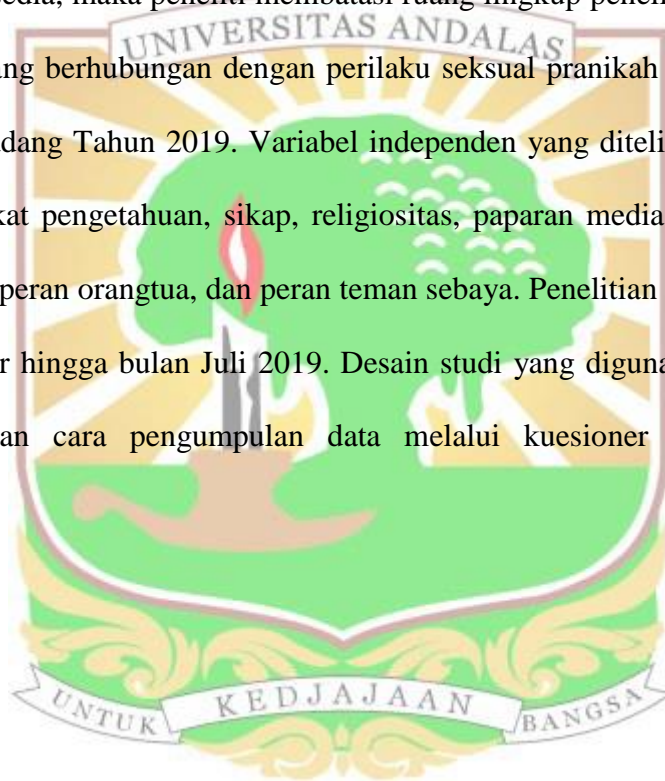 edia, maka peneliti membatasi ruang lingkup peneli
UNIVERSITAS ANDALAS
ang berhubungan dengan perilaku seksual pranikah
adang Tahun 2019. Variabel independen yang diteli
kat pengetahuan, sikap, religiositas, paparan media
peran orangtua, dan peran teman sebaya. Penelitian
r hingga bulan Juli 2019. Desain studi yang diguna
an cara pengumpulan data melalui kuesioner
UNTUK KEDJAJAAN BANGSA